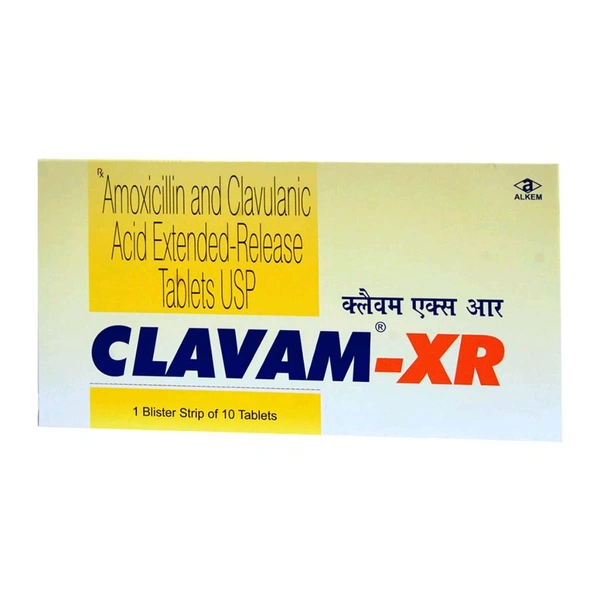 ℞ Amoxicillin and Clavulanic
Acid Extended-Release
Tablets USP
a
ALKEM
क्लैवम एक्स आर
CLAVAM®-XR
1 Blister Strip of 10 Tablets